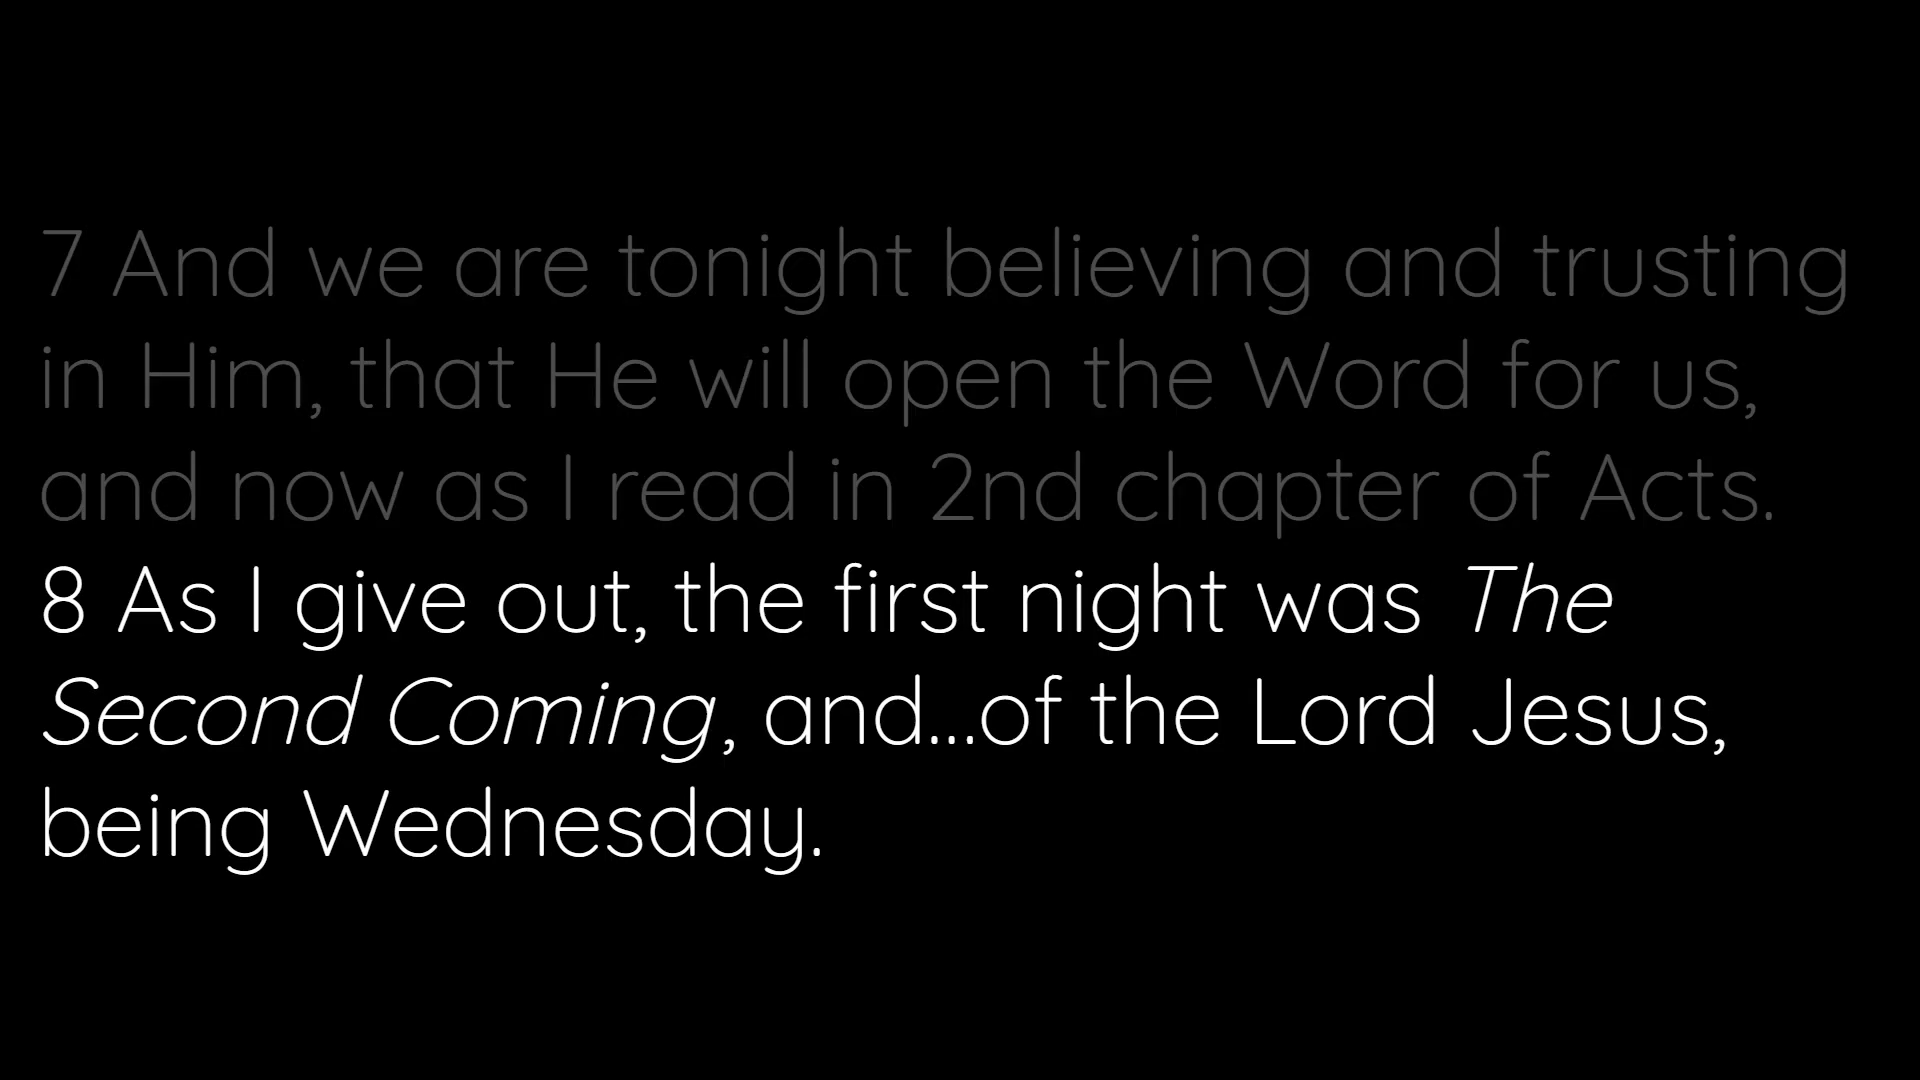 7 And we are tonight believing and trusting
in Him, that He will open the Word for us,
and now as I read in 2nd chapter of Acts.
8 As I give out, the first night was The
Second Coming, and...of the Lord Jesus,
being Wednesday.